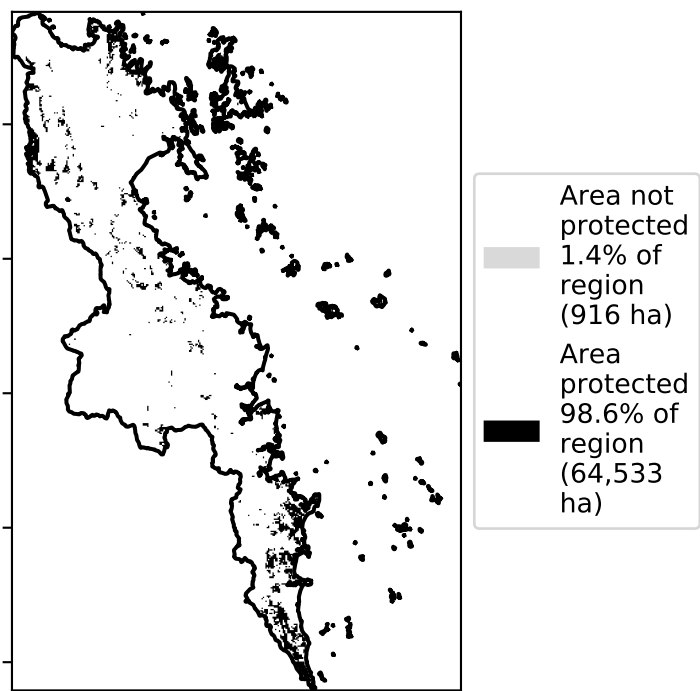 Area not
protected
1.4% of
region
(916 ha)
Area
protected
98.6% of
region
(64,533
ha)